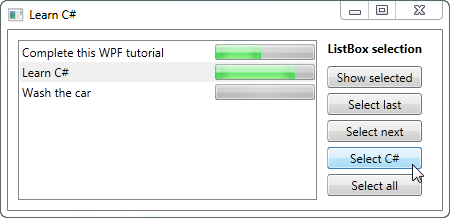 Learn C#
Complete this WPF tutorial
Learn C#
Wash the car
ListBox selection
Show selected
Select last
Select next
Select C#
Select all